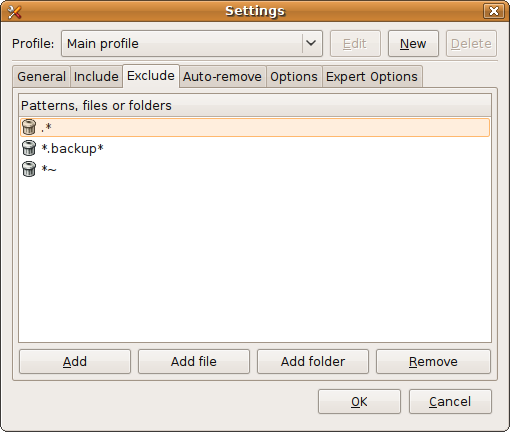 Settings
Profile: Main profile Edit New Delete
General Include Exclude Auto-remove Options Expert Options
Patterns, files or folders
.*
*.backup*
*~
Add Add file Add folder Remove
OK Cancel